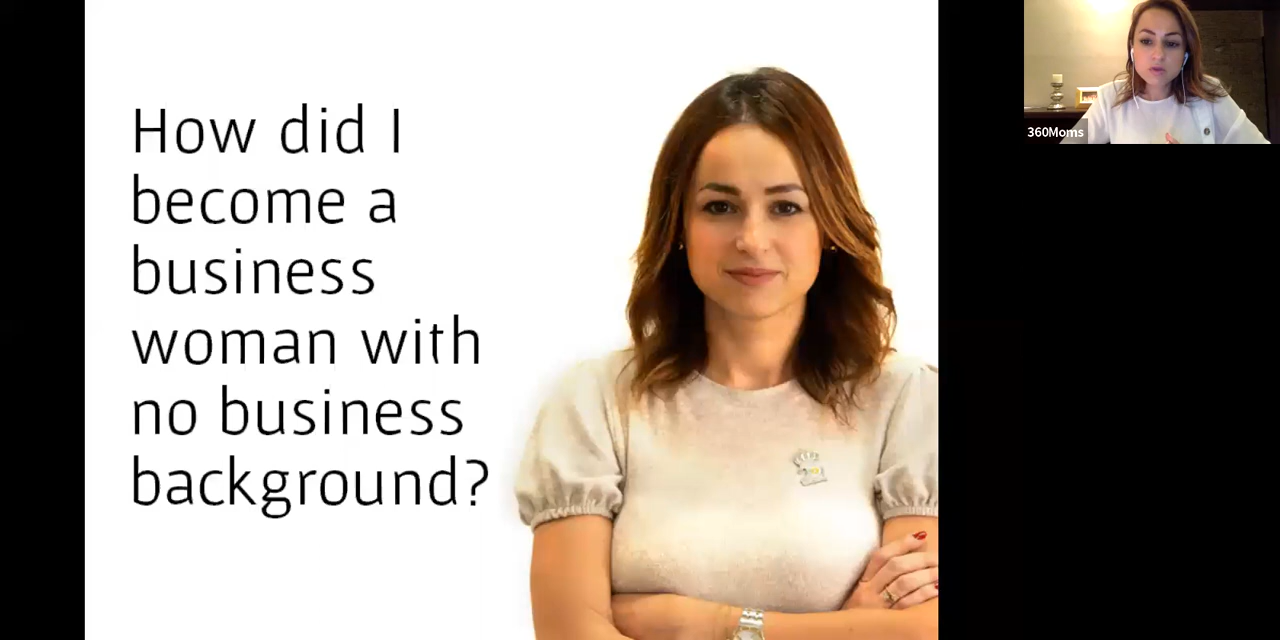 How did I
become a
business
woman with
no business
background?
360Moms